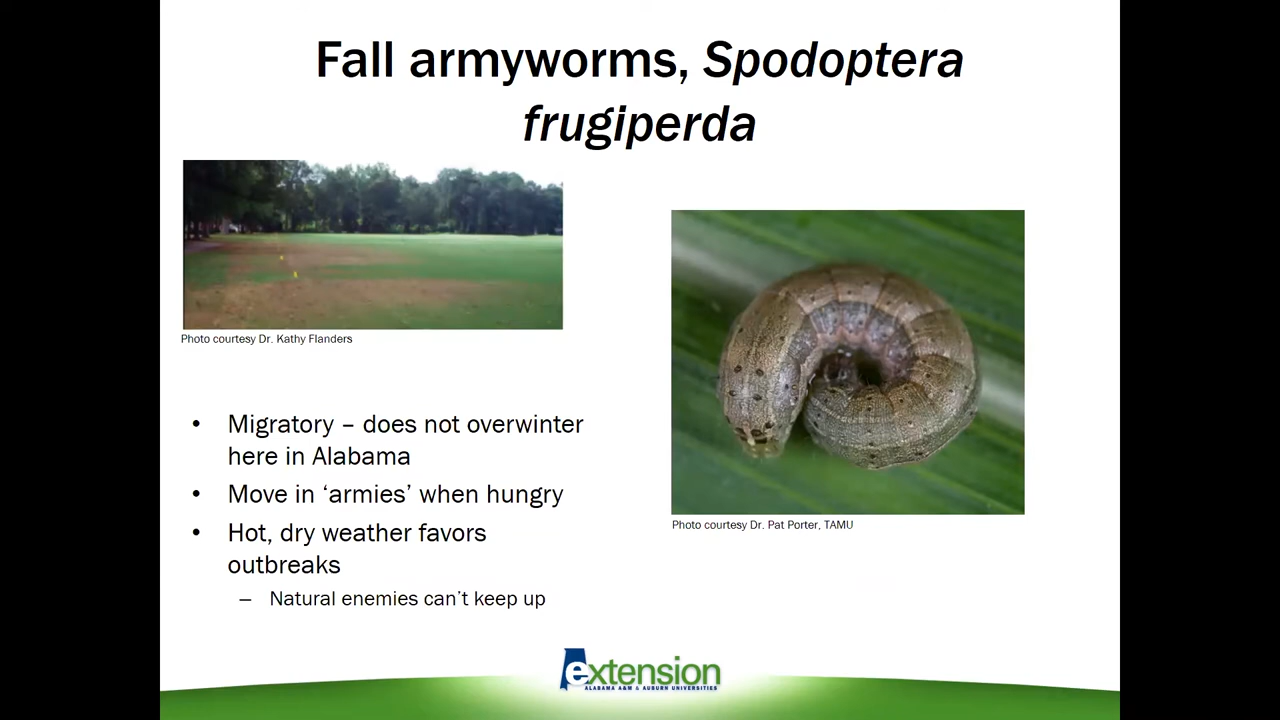 Fall armyworms, Spodoptera
frugiperda
Photo courtesy Dr. Kathy Flanders
• Migratory – does not overwinter
here in Alabama
• Move in ‘armies’ when hungry
• Hot, dry weather favors
outbreaks
– Natural enemies can’t keep up
Photo courtesy Dr. Pat Porter, TAMU
extension
ALABAMA A&M & AUBURN UNIVERSITIES